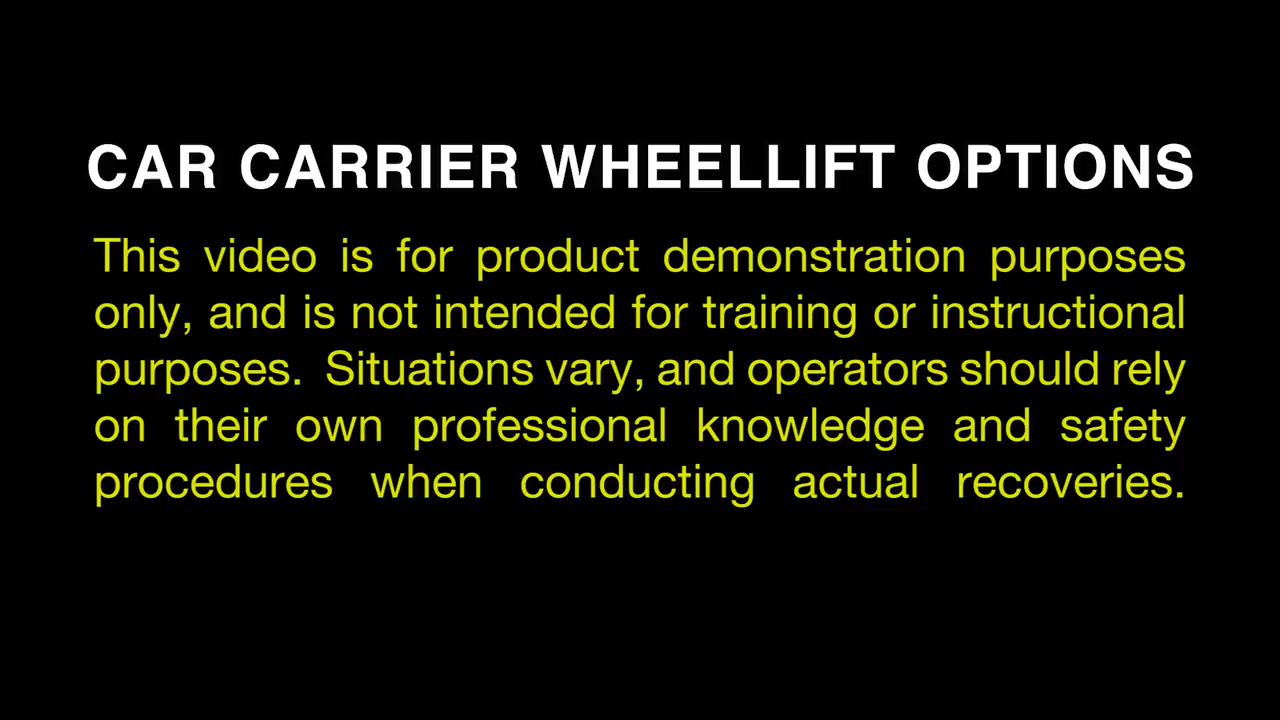 CAR CARRIER WHEELLIFT OPTIONS
This video is for product demonstration purposes
only, and is not intended for training or instructional
purposes.  Situations vary, and operators should rely
on their own professional knowledge and safety
procedures when conducting actual recoveries.